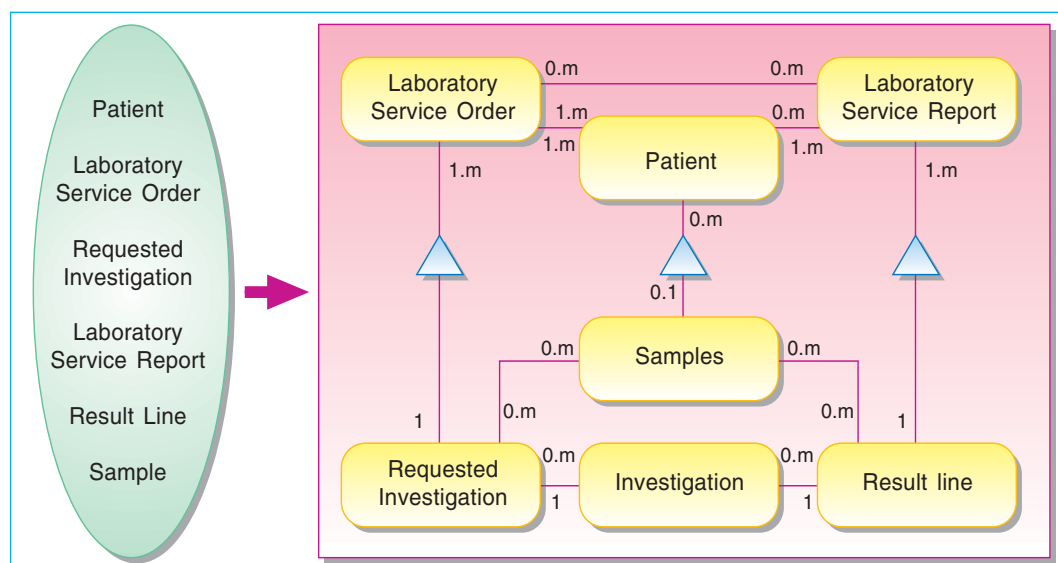 Patient
Laboratory
Service Order
Requested
Investigation
Laboratory
Service Report
Result Line
Sample
Laboratory
Service Order
0.m
0.m
Laboratory
Service Report
1.m
0.m
1.m
1.m
Patient
1.m
1.m
0.m
0.1
Samples
0.m
0.m
0.m
0.m
1
1
Requested
Investigation
0.m
1
Investigation
0.m
1
Result line